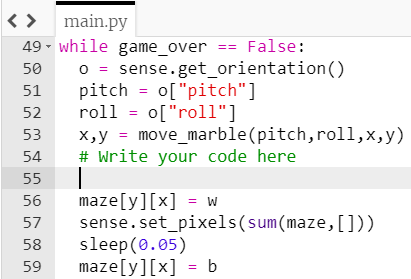 < > main.py
49 while game_over == False:
50 o = sense.get_orientation()
51 pitch = o["pitch"]
52 roll = o["roll"]
53 x,y = move_marble(pitch,roll,x,y)
54 # Write your code here
55
56 maze[y][x] = w
57 sense.set_pixels(sum(maze,[]))
58 sleep(0.05)
59 maze[y][x] = b